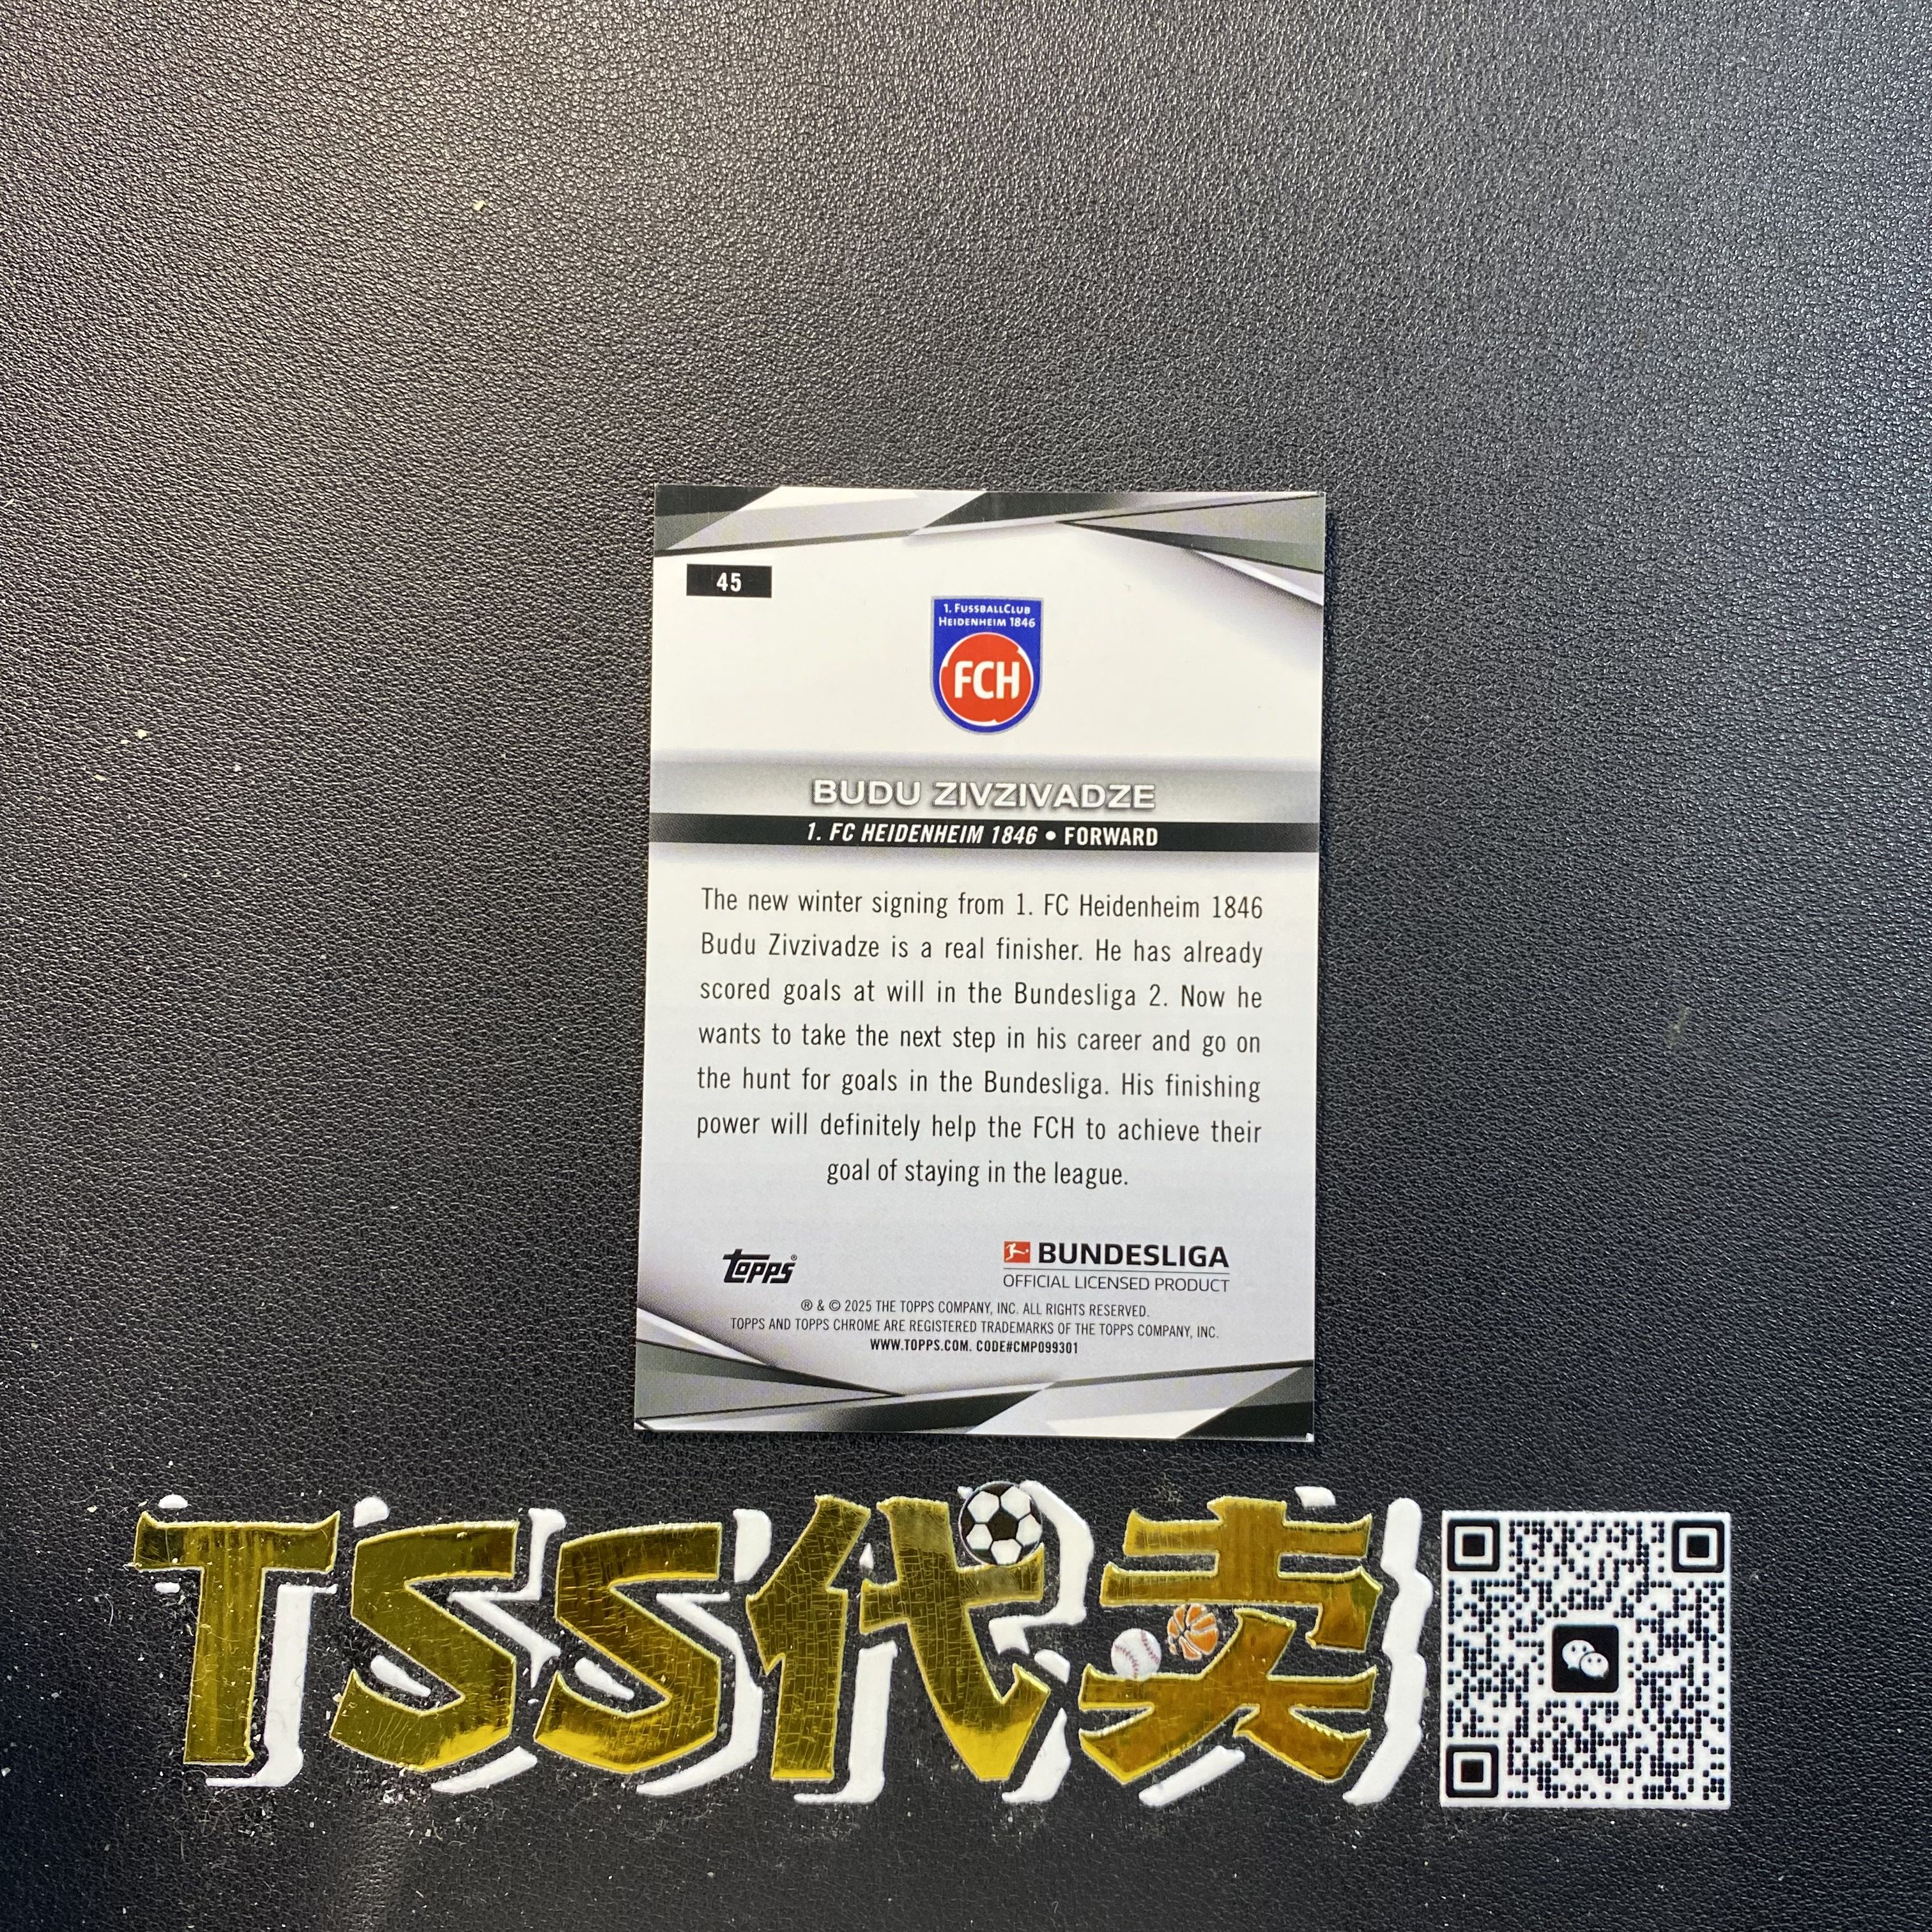 45
1. FUSSBALLCLUB
HEIDENHEIM 1846
FCH
BUDU ZIVZIVADZE
1. FC HEIDENHEIM 1846 • FORWARD
The new winter signing from 1. FC Heidenheim 1846
Budu Zivzivadze is a real finisher. He has already
scored goals at will in the Bundesliga 2. Now he
wants to take the next step in his career and go on
the hunt for goals in the Bundesliga. His finishing
power will definitely help the FCH to achieve their
goal of staying in the league.
topps®
BUNDESLIGA
OFFICIAL LICENSED PRODUCT
® & © 2025 THE TOPPS COMPANY, INC. ALL RIGHTS RESERVED.
TOPPS AND TOPPS CHROME ARE REGISTERED TRADEMARKS OF THE TOPPS COMPANY, INC.
WWW.TOPPS.COM. CODE#CMP099301
TSS代卖